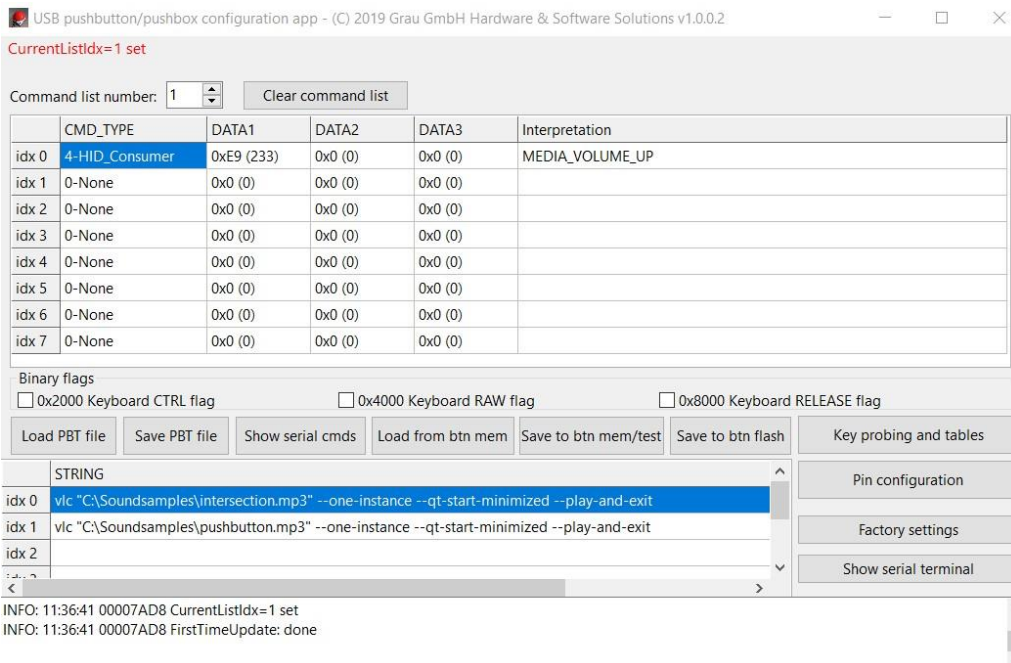 USB pushbutton/pushbox configuration app - (C) 2019 Grau GmbH Hardware & Software Solutions v1.0.0.2
CurrentListIdx=1 set
Command list number: 1 Clear command list
CMD_TYPE DATA1 DATA2 DATA3 Interpretation
idx 0 4-HID_Consumer 0xE9 (233) 0x0 (0) 0x0 (0) MEDIA_VOLUME_UP
idx 1 0-None 0x0 (0) 0x0 (0) 0x0 (0)
idx 2 0-None 0x0 (0) 0x0 (0) 0x0 (0)
idx 3 0-None 0x0 (0) 0x0 (0) 0x0 (0)
idx 4 0-None 0x0 (0) 0x0 (0) 0x0 (0)
idx 5 0-None 0x0 (0) 0x0 (0) 0x0 (0)
idx 6 0-None 0x0 (0) 0x0 (0) 0x0 (0)
idx 7 0-None 0x0 (0) 0x0 (0) 0x0 (0)
Binary flags
0x2000 Keyboard CTRL flag 0x4000 Keyboard RAW flag 0x8000 Keyboard RELEASE flag
Load PBT file Save PBT file Show serial cmds Load from btn mem Save to btn mem/test Save to btn flash Key probing and tables
STRING
Pin configuration
idx 0 vlc "C:\Soundsamples\intersection.mp3" --one-instance --qt-start-minimized --play-and-exit
idx 1 vlc "C:\Soundsamples\pushbutton.mp3" --one-instance --qt-start-minimized --play-and-exit
Factory settings
idx 2
Show serial terminal
INFO: 11:36:41 00007AD8 CurrentListIdx=1 set
INFO: 11:36:41 00007AD8 FirstTimeUpdate: done